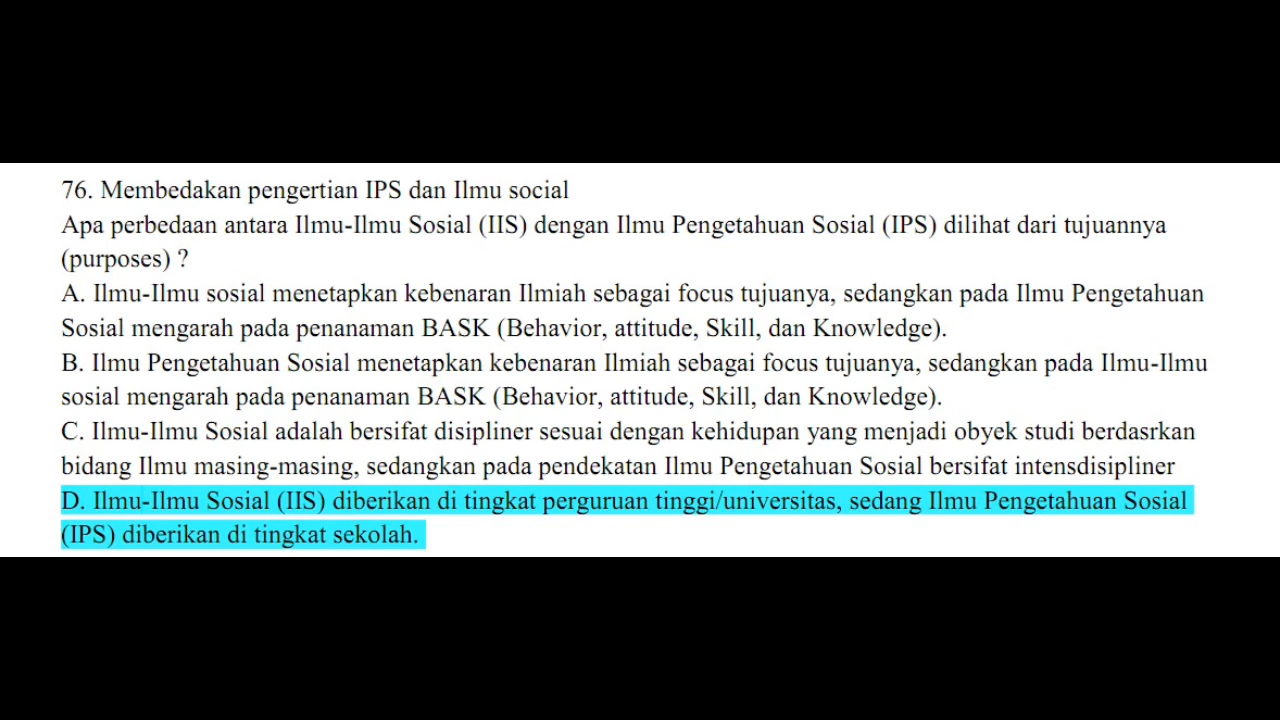 76. Membedakan pengertian IPS dan Ilmu social
Apa perbedaan antara Ilmu-Ilmu Sosial (IIS) dengan Ilmu Pengetahuan Sosial (IPS) dilihat dari tujuannya
(purposes) ?
A. Ilmu-Ilmu sosial menetapkan kebenaran Ilmiah sebagai focus tujuanya, sedangkan pada Ilmu Pengetahuan
Sosial mengarah pada penanaman BASK (Behavior, attitude, Skill, dan Knowledge).
B. Ilmu Pengetahuan Sosial menetapkan kebenaran Ilmiah sebagai focus tujuanya, sedangkan pada Ilmu-Ilmu
sosial mengarah pada penanaman BASK (Behavior, attitude, Skill, dan Knowledge).
C. Ilmu-Ilmu Sosial adalah bersifat disipliner sesuai dengan kehidupan yang menjadi obyek studi berdasrkan
bidang Ilmu masing-masing, sedangkan pada pendekatan Ilmu Pengetahuan Sosial bersifat intensdisipliner
D. Ilmu-Ilmu Sosial (IIS) diberikan di tingkat perguruan tinggi/universitas, sedang Ilmu Pengetahuan Sosial
(IPS) diberikan di tingkat sekolah.